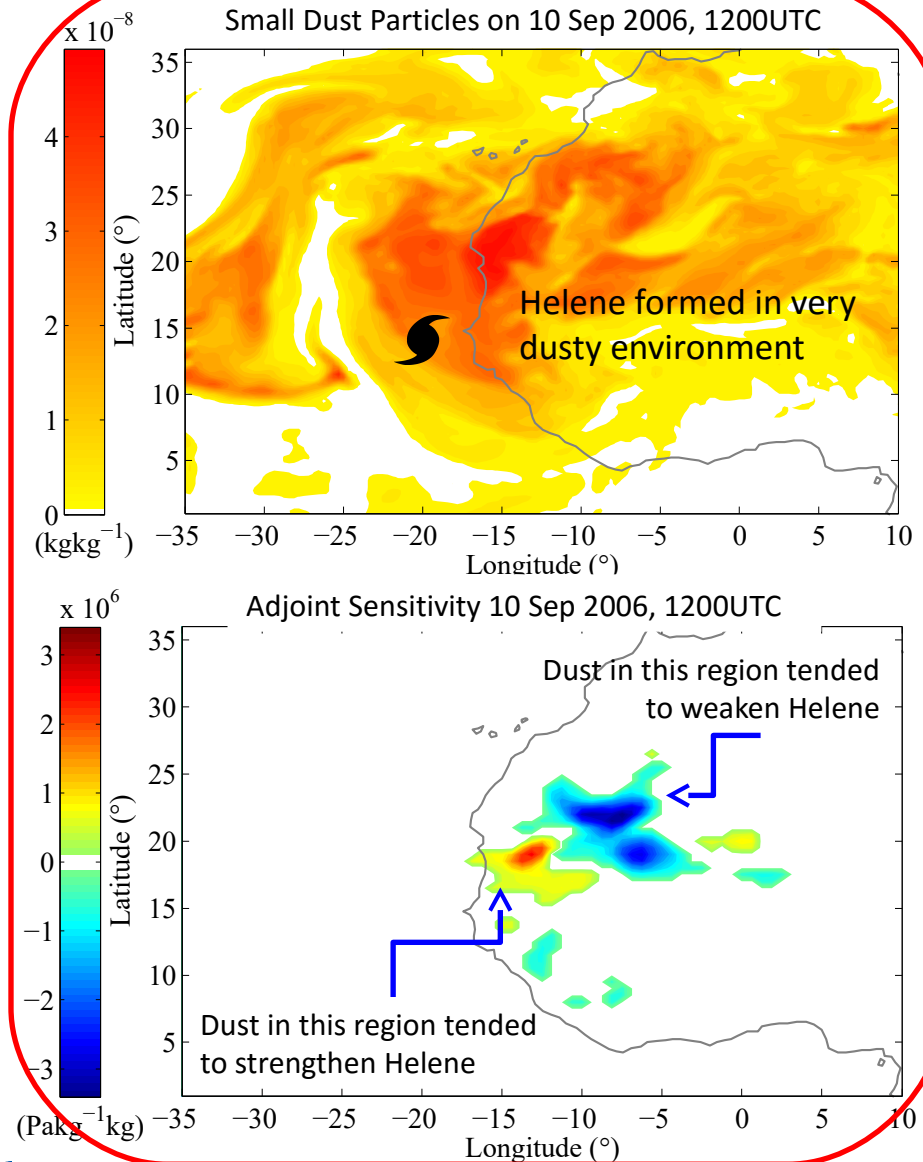 Small Dust Particles on 10 Sep 2006, 1200UTC
x 10⁻⁸
4
3
2
1
0
(kgkg⁻¹)
Latitude (°)
35
30
25
20
15
10
5
Helene formed in very
dusty environment
−35 −30 −25 −20 −15 −10 −5 0 5 10
Longitude (°)
Adjoint Sensitivity 10 Sep 2006, 1200UTC
x 10⁶
3
2
1
0
−1
−2
−3
(Pakg⁻¹kg)
Latitude (°)
35
30
25
20
15
10
5
Dust in this region tended
to weaken Helene
Dust in this region tended
to strengthen Helene
−35 −30 −25 −20 −15 −10 −5 0 5 10
Longitude (°)